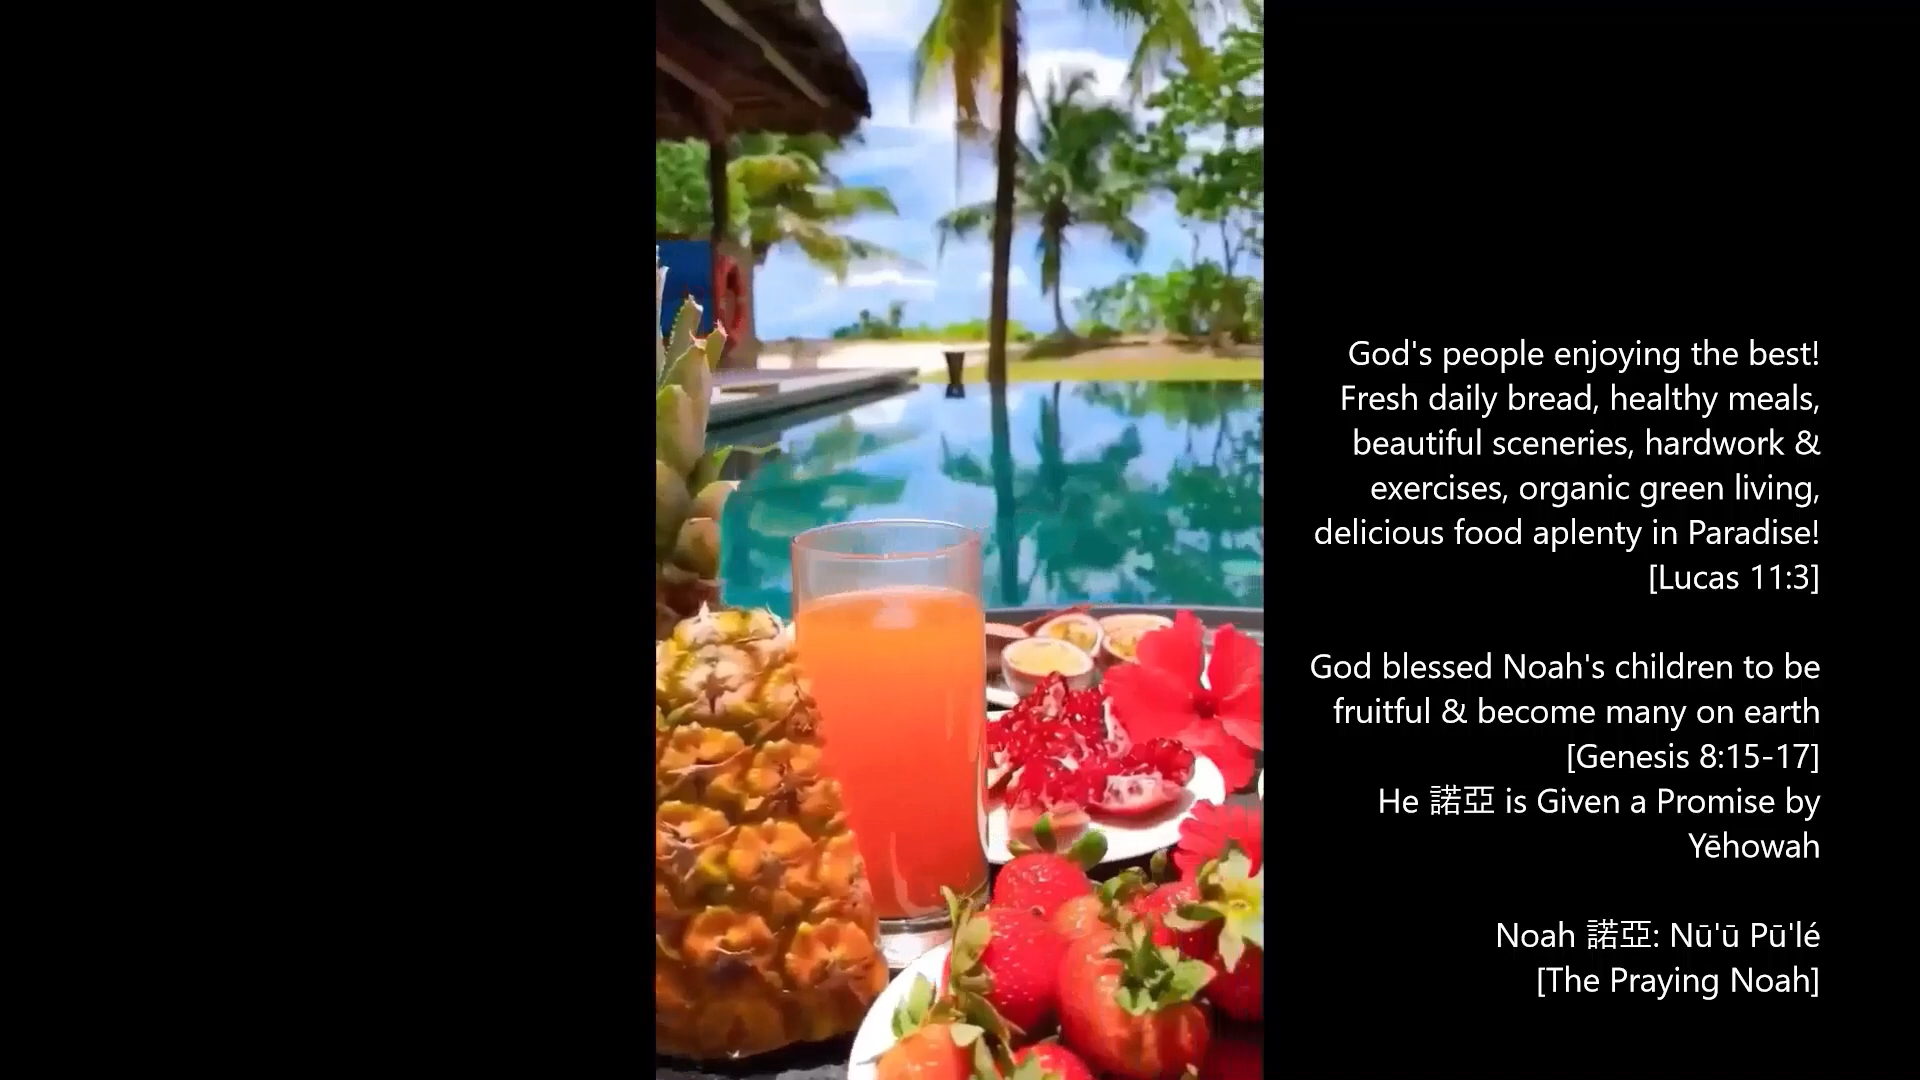 God's people enjoying the best!
Fresh daily bread, healthy meals,
beautiful sceneries, hardwork &
exercises, organic green living,
delicious food aplenty in Paradise!
[Lucas 11:3]
God blessed Noah's children to be
fruitful & become many on earth
[Genesis 8:15-17]
He 諾亞 is Given a Promise by
Yēhowah
Noah 諾亞: Nū'ū Pū'lé
[The Praying Noah]